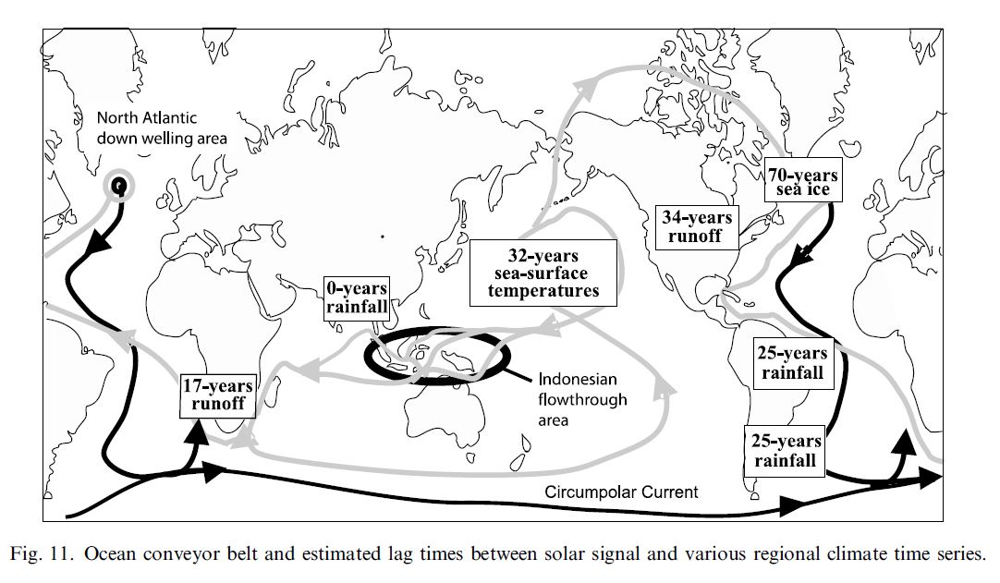 North Atlantic
down welling area
70-years
sea ice
34-years
runoff
32-years
sea-surface
temperatures
0-years
rainfall
25-years
rainfall
17-years
runoff
Indonesian
flowthrough
area
25-years
rainfall
Circumpolar Current
Fig. 11. Ocean conveyor belt and estimated lag times between solar signal and various regional climate time series.